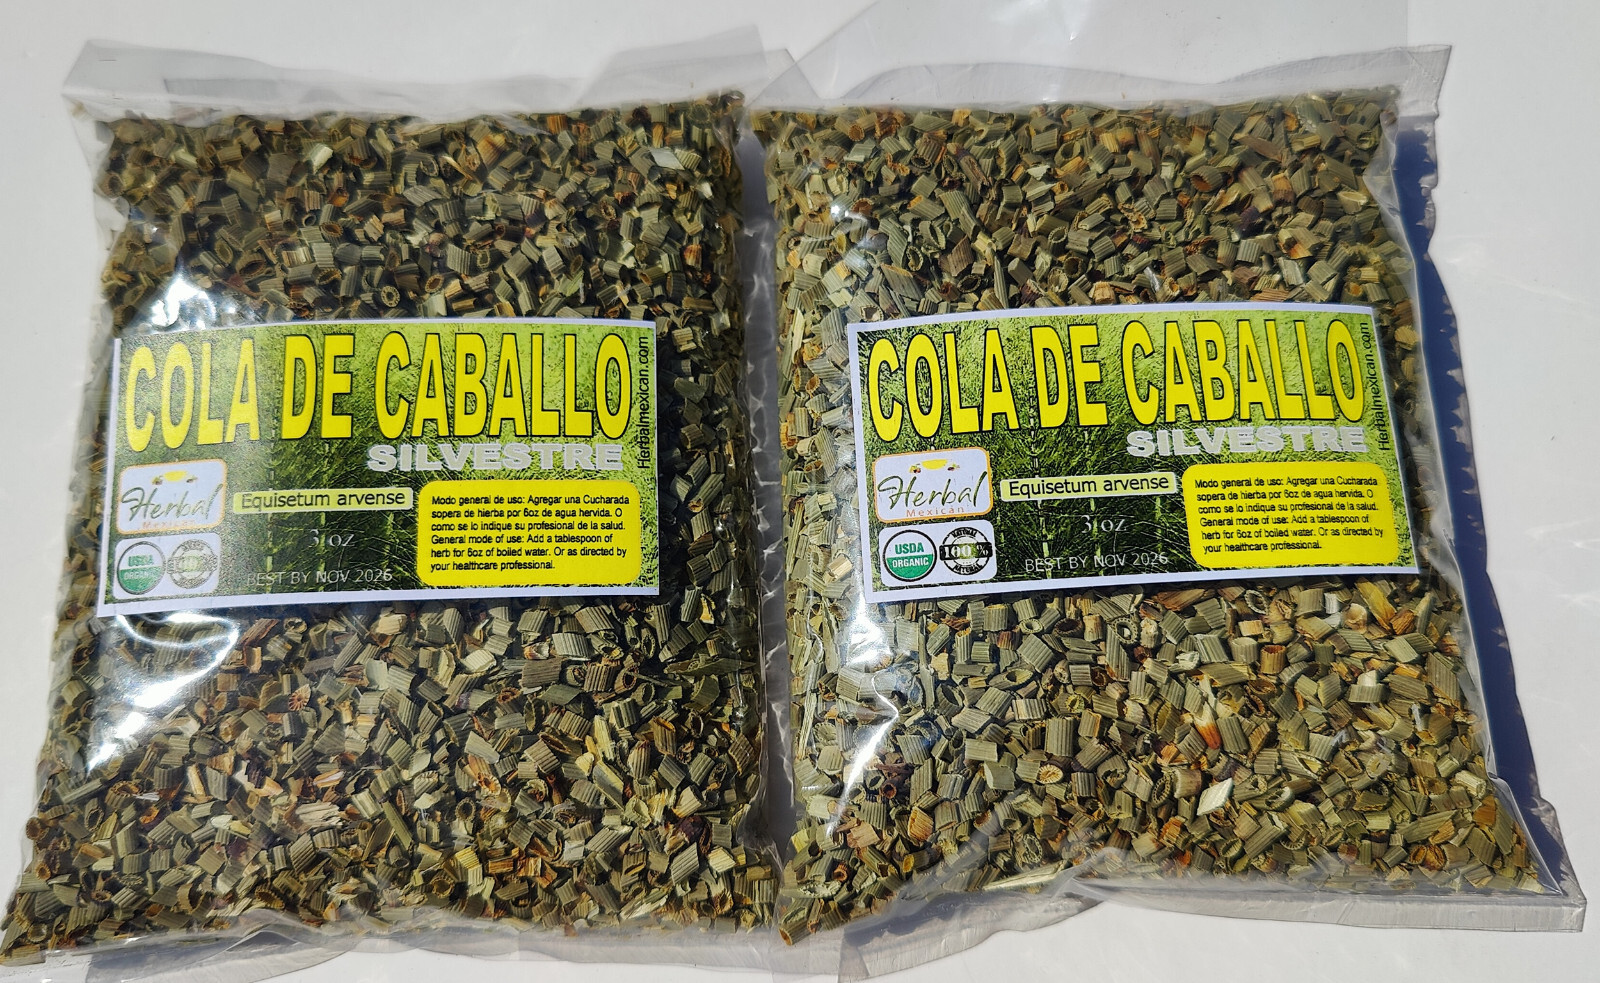 COLA DE CABALLO
SILVESTRE
Herbalmexican.com
Herbal
Mexican
Equisetum arvense
3 oz
Modo general de uso: Agregar una Cucharada
sopera de hierba por 6oz de agua hervida. O
como se lo indique su profesional de la salud.
General mode of use: Add a tablespoon of
herb for 6oz of boiled water. Or as directed by
your healthcare professional.
USDA
ORGANIC
BEST BY NOV 2026
COLA DE CABALLO
SILVESTRE
Herbalmexican.com
Herbal
Mexican
Equisetum arvense
3 oz
Modo general de uso: Agregar una Cucharada
sopera de hierba por 6oz de agua hervida. O
como se lo indique su profesional de la salud.
General mode of use: Add a tablespoon of
herb for 6oz of boiled water. Or as directed by
your healthcare professional.
USDA
ORGANIC
NATURAL
100%
NATURAL
BEST BY NOV 2026